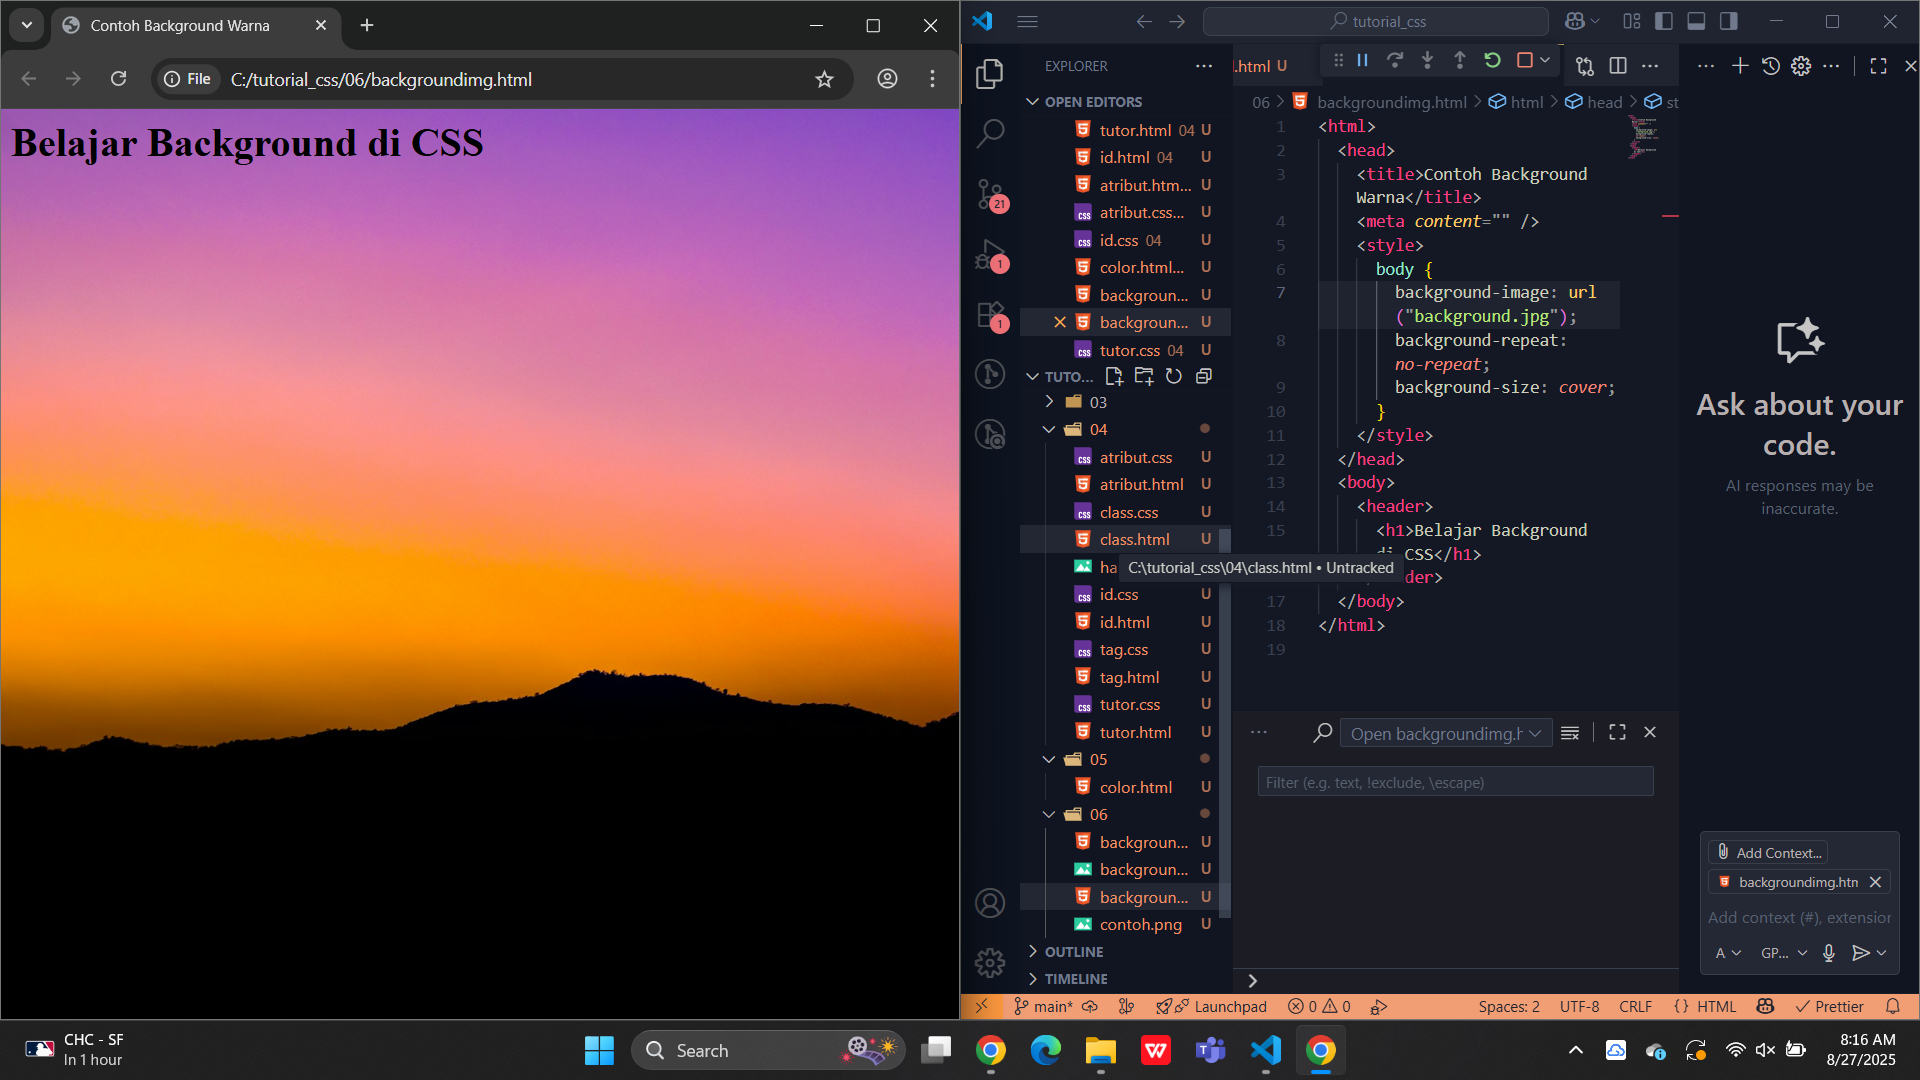 Contoh Background Warna
File
C:/tutorial_css/06/backgroundimg.html
Belajar Background di CSS
tutorial_css
EXPLORER
OPEN EDITORS
tutor.html 04 U
id.html 04 U
atribut.htm... U
atribut.css... U
id.css 04 U
color.html... U
backgroun... U
backgroun... U
tutor.css 04 U
TUTO...
03
04
atribut.css U
atribut.html U
class.css U
class.html U
ha
C:\tutorial_css\04\class.html • Untracked
id.css U
id.html U
tag.css U
tag.html U
tutor.css U
tutor.html U
05
color.html U
06
backgroun... U
backgroun... U
backgroun... U
contoh.png U
OUTLINE
TIMELINE
21
1
1
.html U
06 > backgroundimg.html > html > head > st
1 <html>
2 <head>
3 <title>Contoh Background
Warna</title>
4 <meta content="" />
5 <style>
6 body {
7 background-image: url
("background.jpg");
8 background-repeat:
no-repeat;
9 background-size: cover;
10 }
11 </style>
12 </head>
13 <body>
14 <header>
15 <h1>Belajar Background
di CSS</h1>
der>
17 </body>
18 </html>
19
Open backgroundimg.h
Filter (e.g. text, !exclude, \escape)
Ask about your
code.
AI responses may be
inaccurate.
Add Context...
backgroundimg.htn
Add context (#), extension
A
GP...
main*
Launchpad
0 0
Spaces: 2
UTF-8
CRLF
{ } HTML
Prettier
CHC - SF
In 1 hour
Search
8:16 AM
8/27/2025